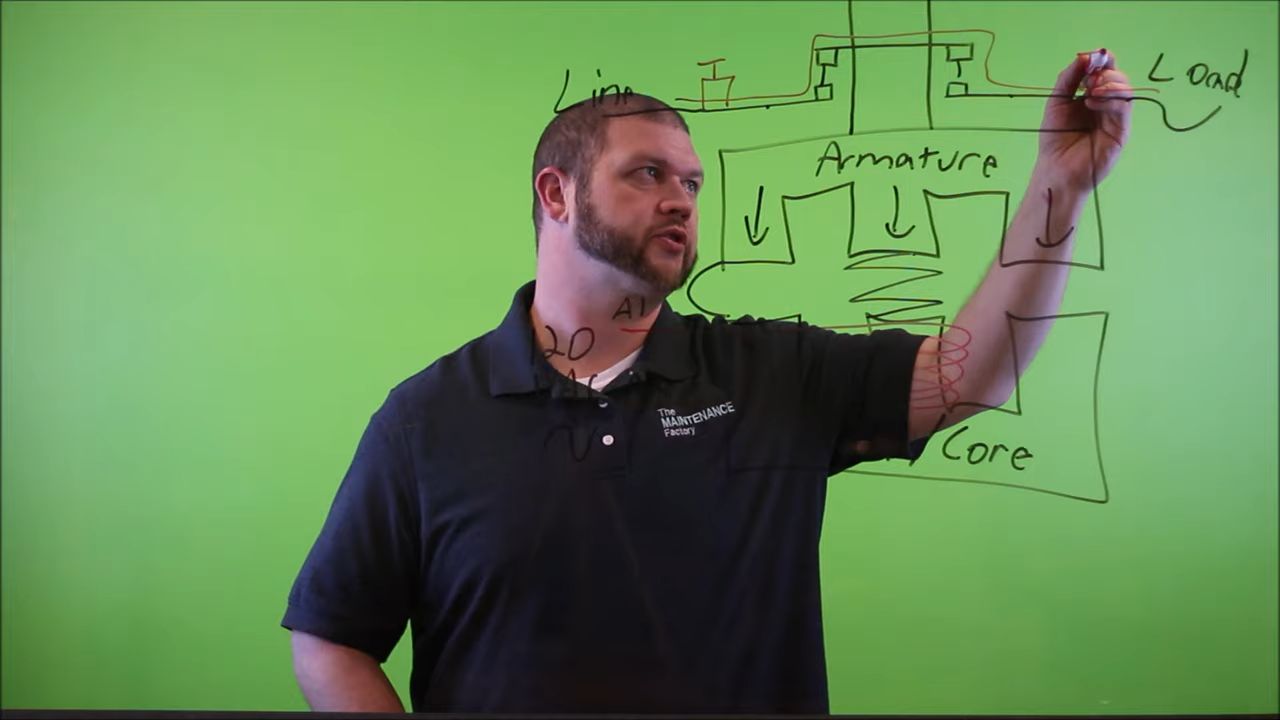 Line
Load
Armature
A1
20
The
MAINTENANCE
Factory
Core